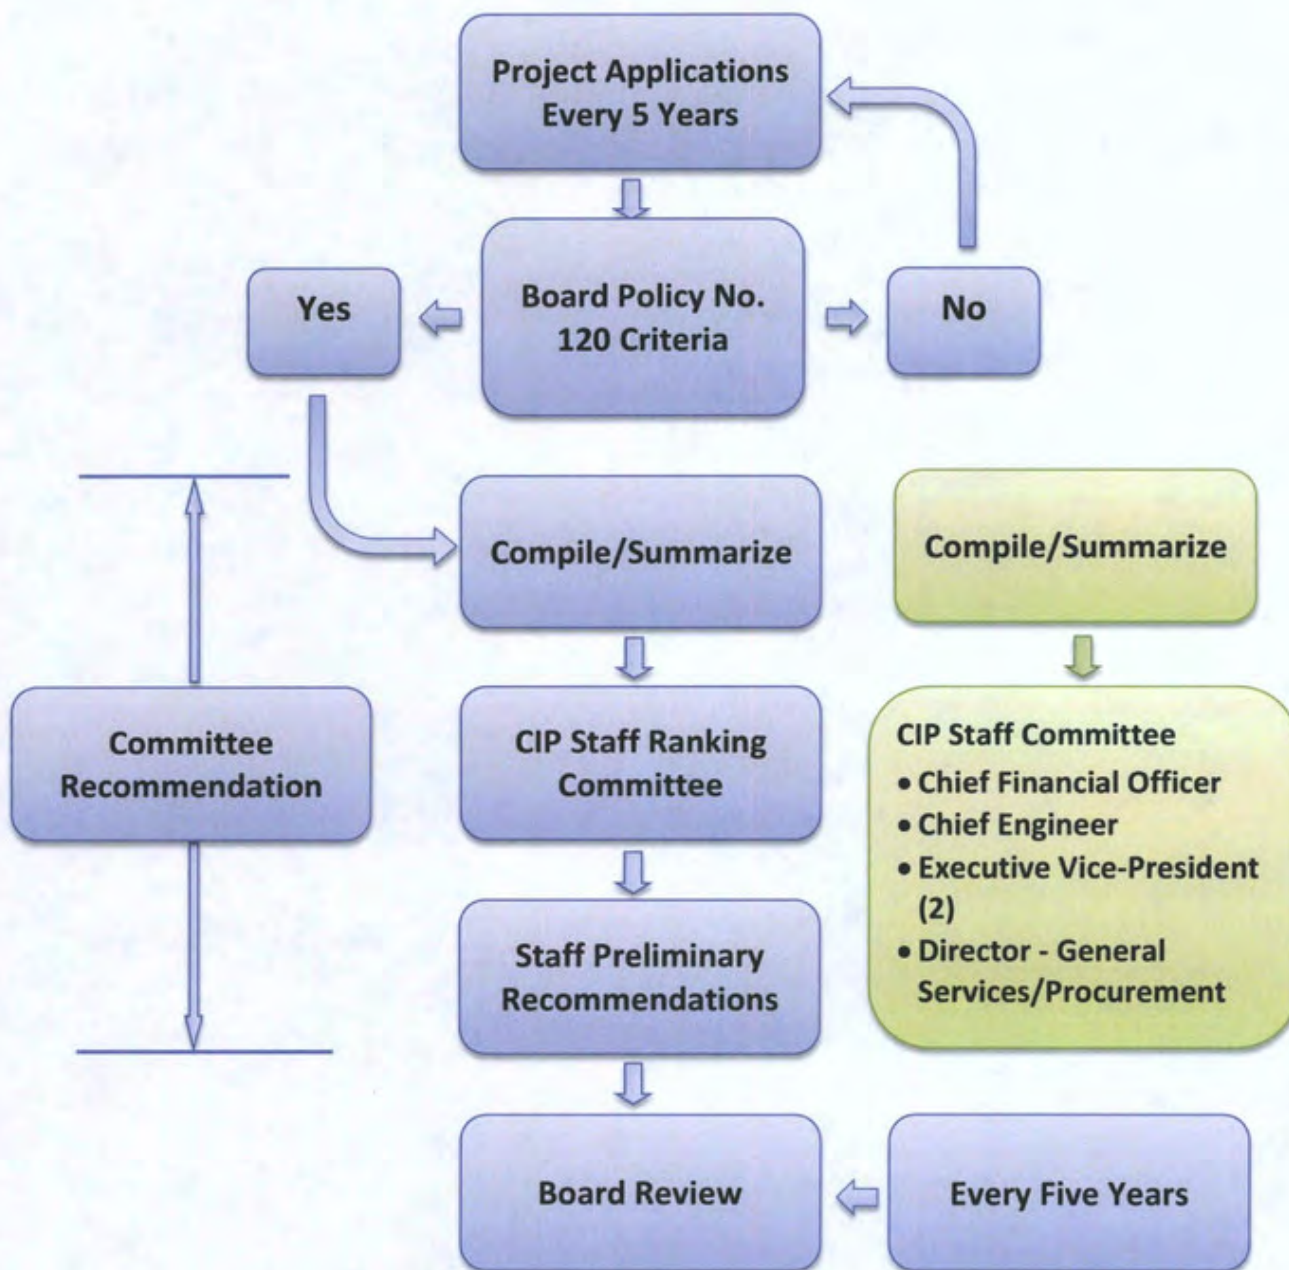 Project Applications
Every 5 Years
Yes
Board Policy No.
120 Criteria
No
Compile/Summarize
Compile/Summarize
Committee
Recommendation
CIP Staff Ranking
Committee
CIP Staff Committee
• Chief Financial Officer
• Chief Engineer
• Executive Vice-President
(2)
• Director - General
Services/Procurement
Staff Preliminary
Recommendations
Board Review
Every Five Years